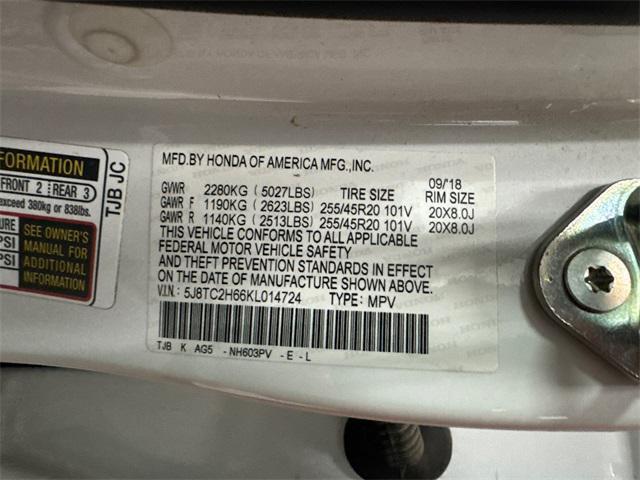 FORMATION
FRONT 2 REAR 3
exceed 380kg or 838lbs.
SEE OWNER'S
PSI MANUAL FOR
ADDITIONAL
PSI INFORMATION
TJB JC
MFD.BY HONDA OF AMERICA MFG.,INC.
09/'18
GVWR 2280KG (5027LBS) TIRE SIZE RIM SIZE
GAWR F 1190KG (2623LBS) 255/45R20 101V 20X8.0J
GAWR R 1140KG (2513LBS) 255/45R20 101V 20X8.0J
THIS VEHICLE CONFORMS TO ALL APPLICABLE
FEDERAL MOTOR VEHICLE SAFETY
AND THEFT PREVENTION STANDARDS IN EFFECT
ON THE DATE OF MANUFACTURE SHOWN ABOVE.
V.I.N.: 5J8TC2H66KL014724 TYPE: MPV
TJB K AG5 -NH603PV -E-L